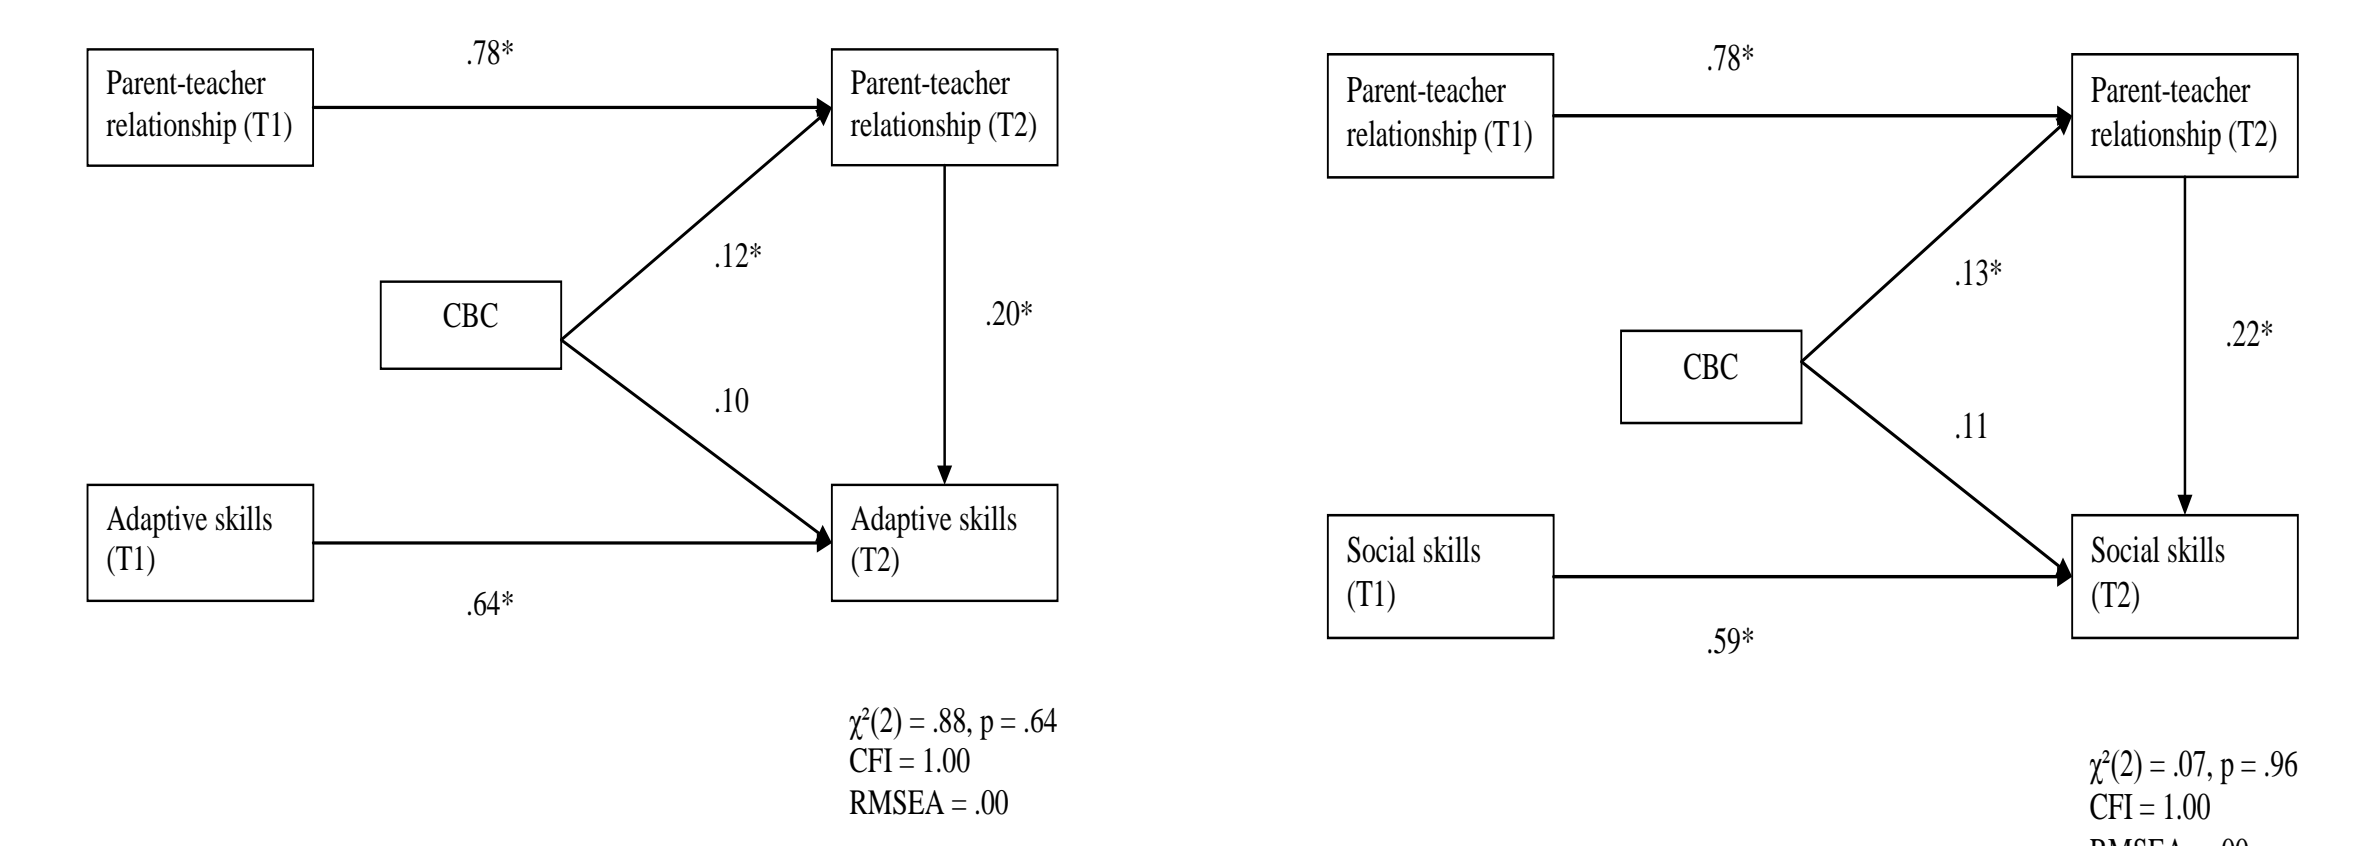 .78*
Parent-teacher
relationship (T1)
Parent-teacher
relationship (T2)
.12*
CBC
.20*
.10
Adaptive skills
(T1)
Adaptive skills
(T2)
.64*
χ²(2) = .88, p = .64
CFI = 1.00
RMSEA = .00
.78*
Parent-teacher
relationship (T1)
Parent-teacher
relationship (T2)
.13*
CBC
.22*
.11
Social skills
(T1)
Social skills
(T2)
.59*
χ²(2) = .07, p = .96
CFI = 1.00